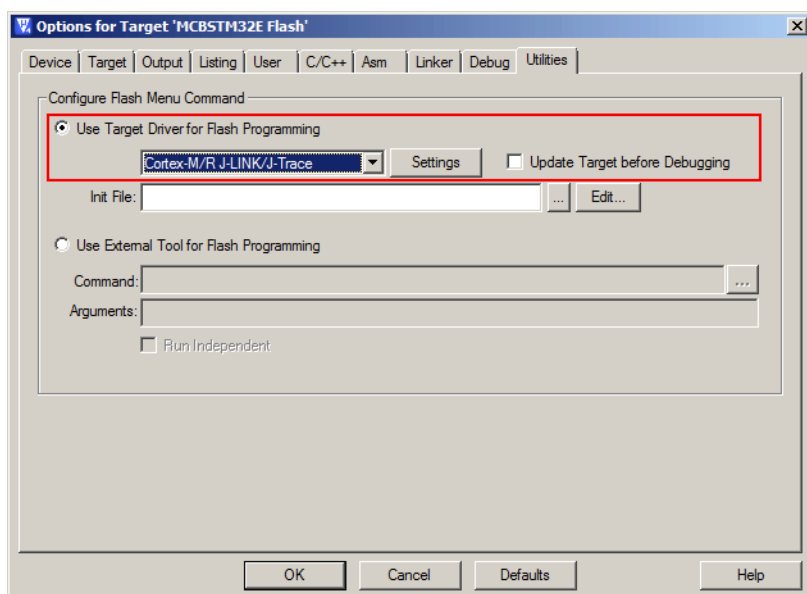 Options for Target 'MCBSTM32E Flash'
Device Target Output Listing User C/C++ Asm Linker Debug Utilities
Configure Flash Menu Command
Use Target Driver for Flash Programming
Cortex-M/R J-LINK/J-Trace Settings Update Target before Debugging
Init File: ... Edit...
Use External Tool for Flash Programming
Command: ...
Arguments:
Run Independent
OK Cancel Defaults Help